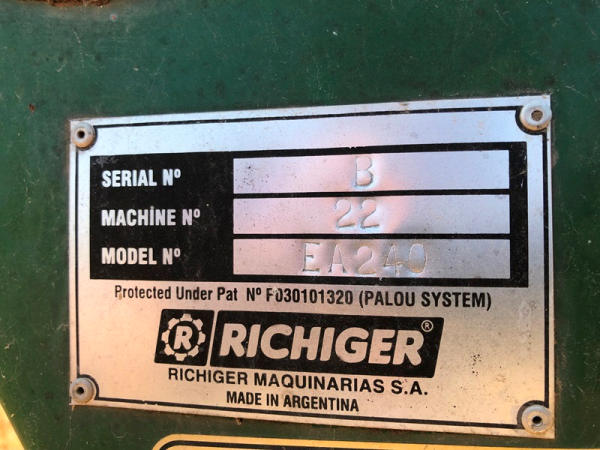 SERIAL Nº B
MACHINE Nº 22
MODEL Nº EA240
Protected Under Pat Nº P030101320 (PALOU SYSTEM)
R RICHIGER®
RICHIGER MAQUINARIAS S.A.
MADE IN ARGENTINA